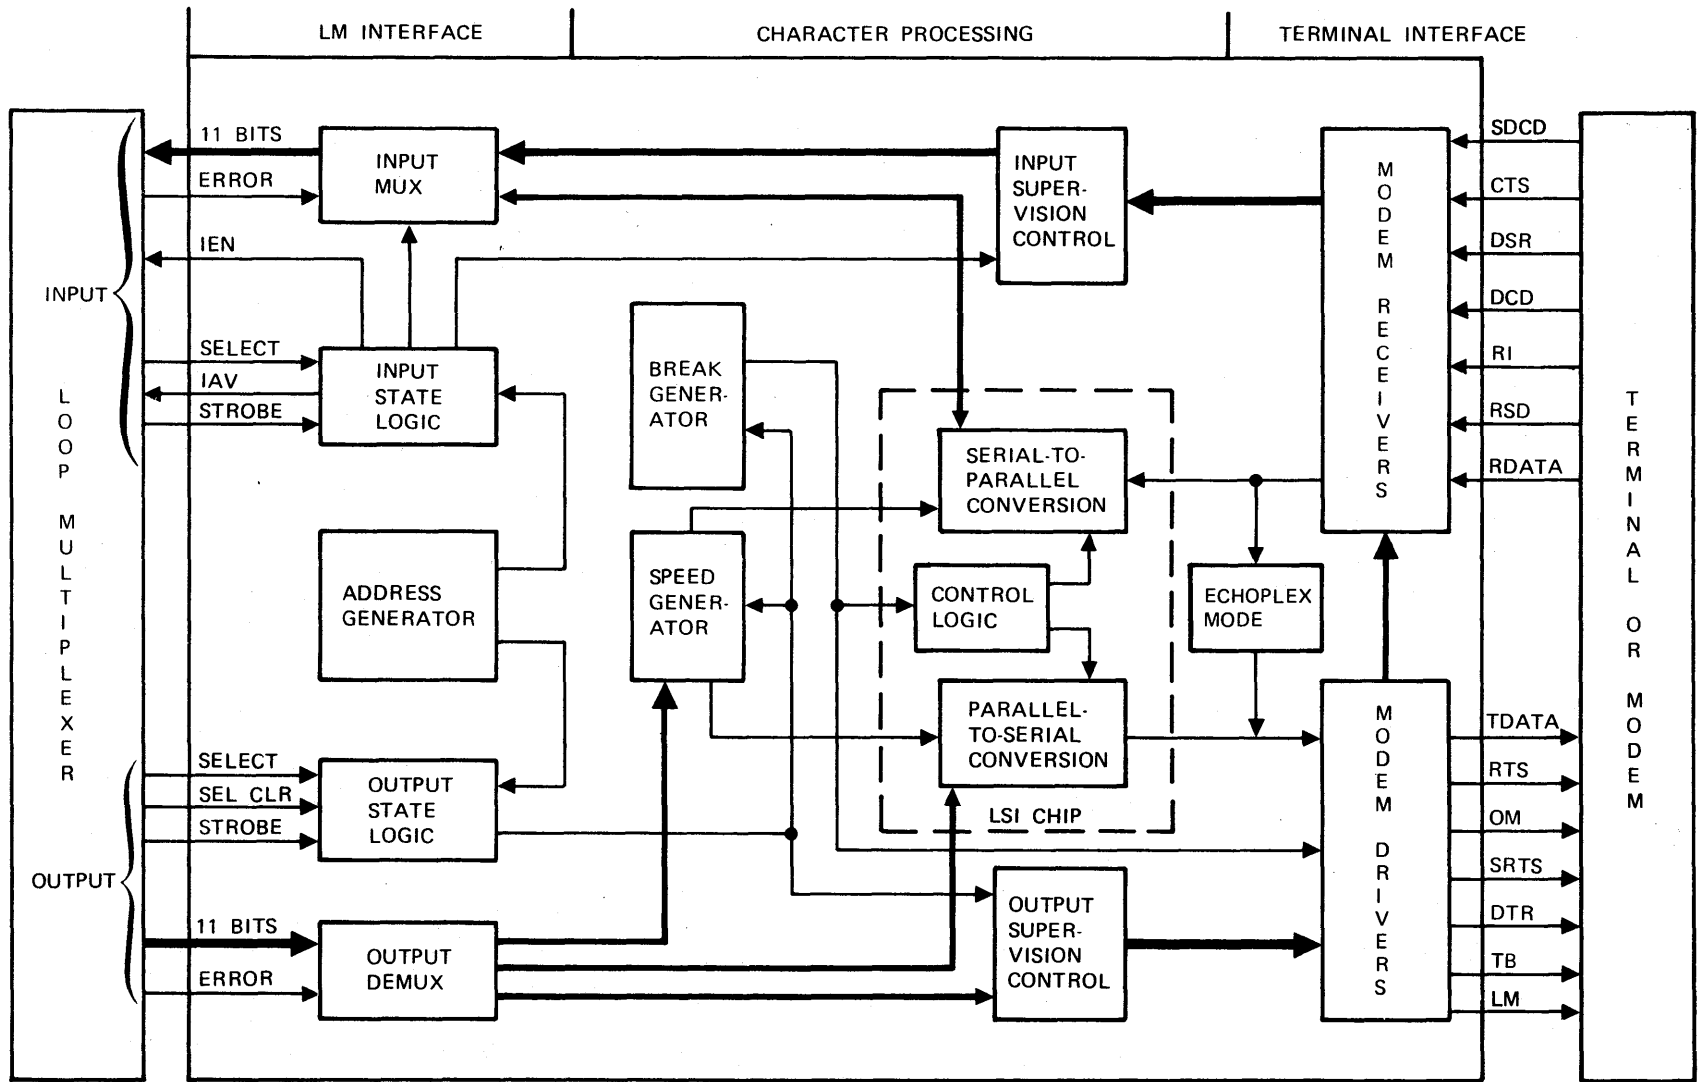 LM INTERFACE
CHARACTER PROCESSING
TERMINAL INTERFACE
LOOP MULTIPLEXER
INPUT
11 BITS
ERROR
IEN
SELECT
IAV
STROBE
OUTPUT
SELECT
SEL CLR
STROBE
11 BITS
ERROR
INPUT
MUX
INPUT
STATE
LOGIC
ADDRESS
GENERATOR
OUTPUT
STATE
LOGIC
OUTPUT
DEMUX
BREAK
GENER-
ATOR
SPEED
GENER-
ATOR
INPUT
SUPER-
VISION
CONTROL
SERIAL-TO-
PARALLEL
CONVERSION
CONTROL
LOGIC
PARALLEL-
TO-SERIAL
CONVERSION
LSI CHIP
OUTPUT
SUPER-
VISION
CONTROL
ECHOPLEX
MODE
MODEM RECEIVERS
MODEM DRIVERS
SDCD
CTS
DSR
DCD
RI
RSD
RDATA
TDATA
RTS
OM
SRTS
DTR
TB
LM
TERMINAL OR MODEM